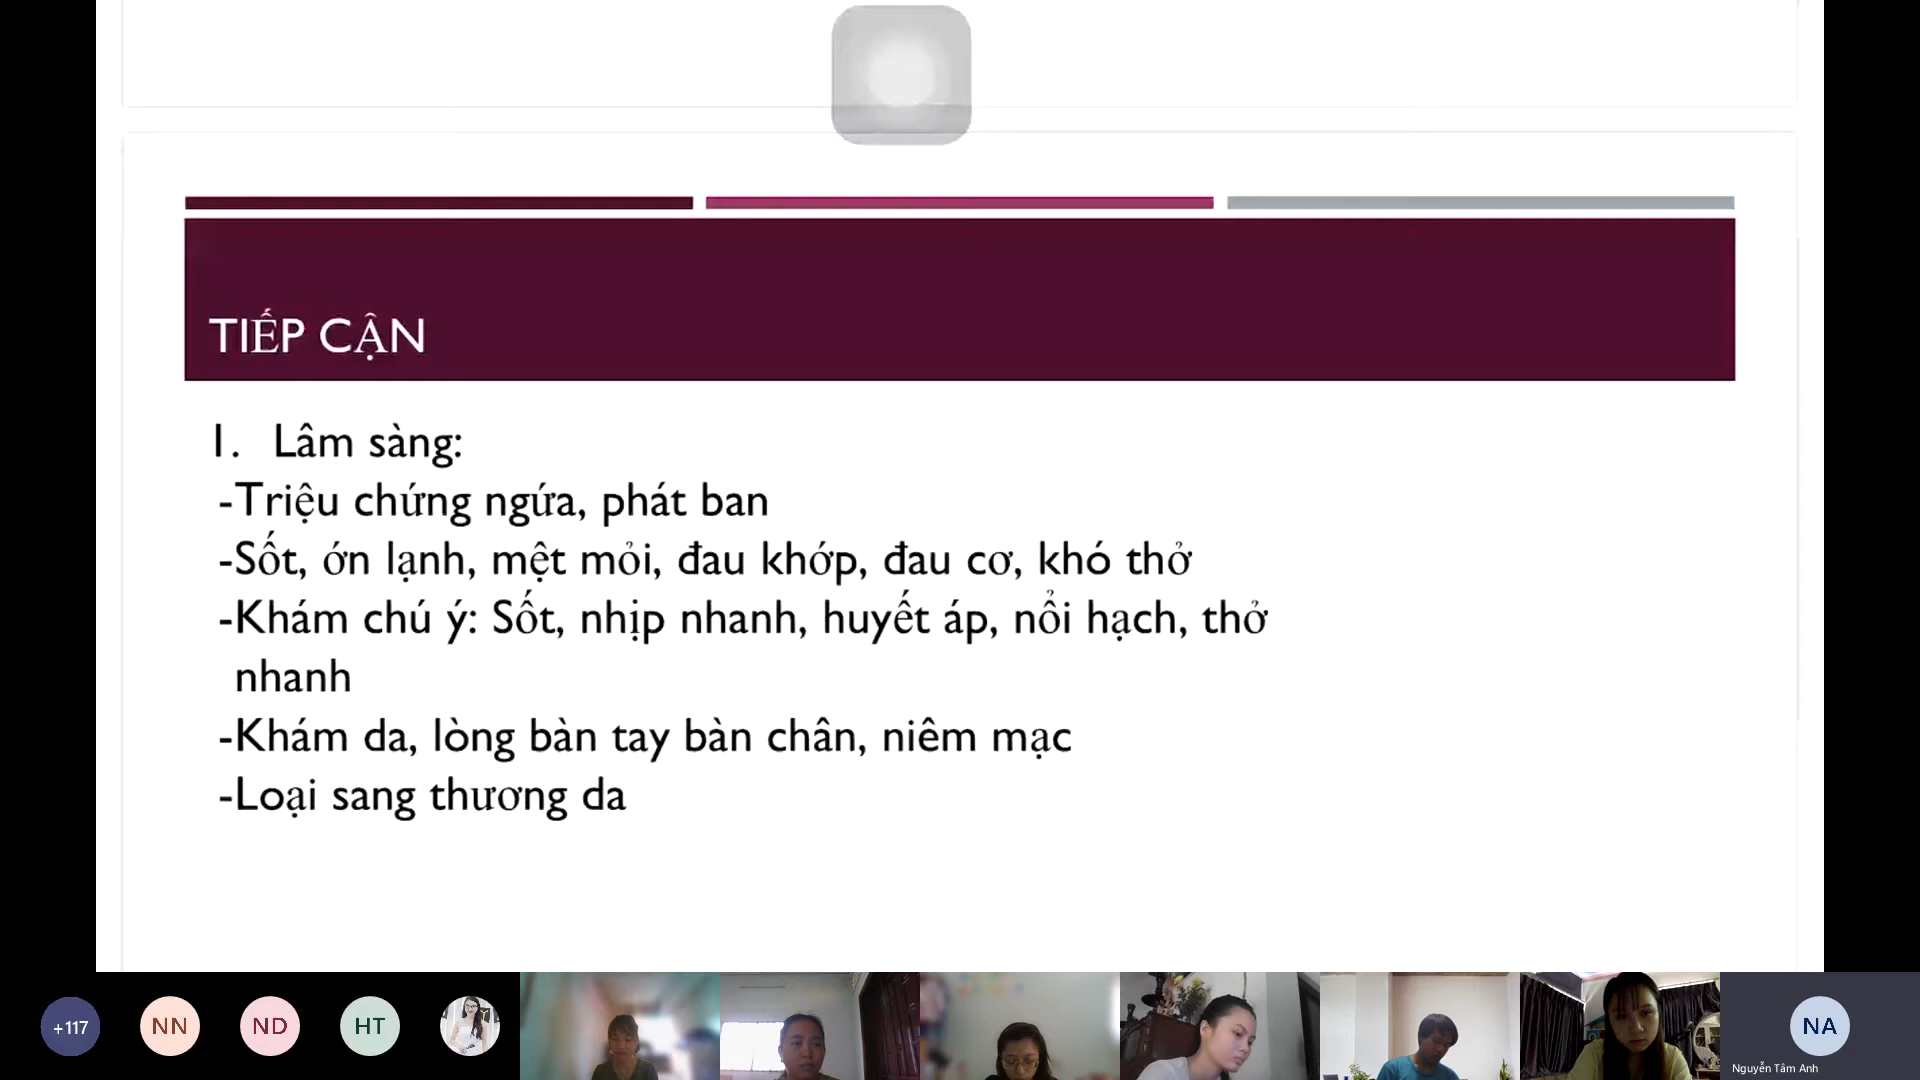 TIẾP CẬN
1. Lâm sàng:
-Triệu chứng ngứa, phát ban
-Sốt, ớn lạnh, mệt mỏi, đau khớp, đau cơ, khó thở
-Khám chú ý: Sốt, nhịp nhanh, huyết áp, nổi hạch, thở
nhanh
-Khám da, lòng bàn tay bàn chân, niêm mạc
-Loại sang thương da
+117
NN
ND
HT
NA
Nguyễn Tâm Anh